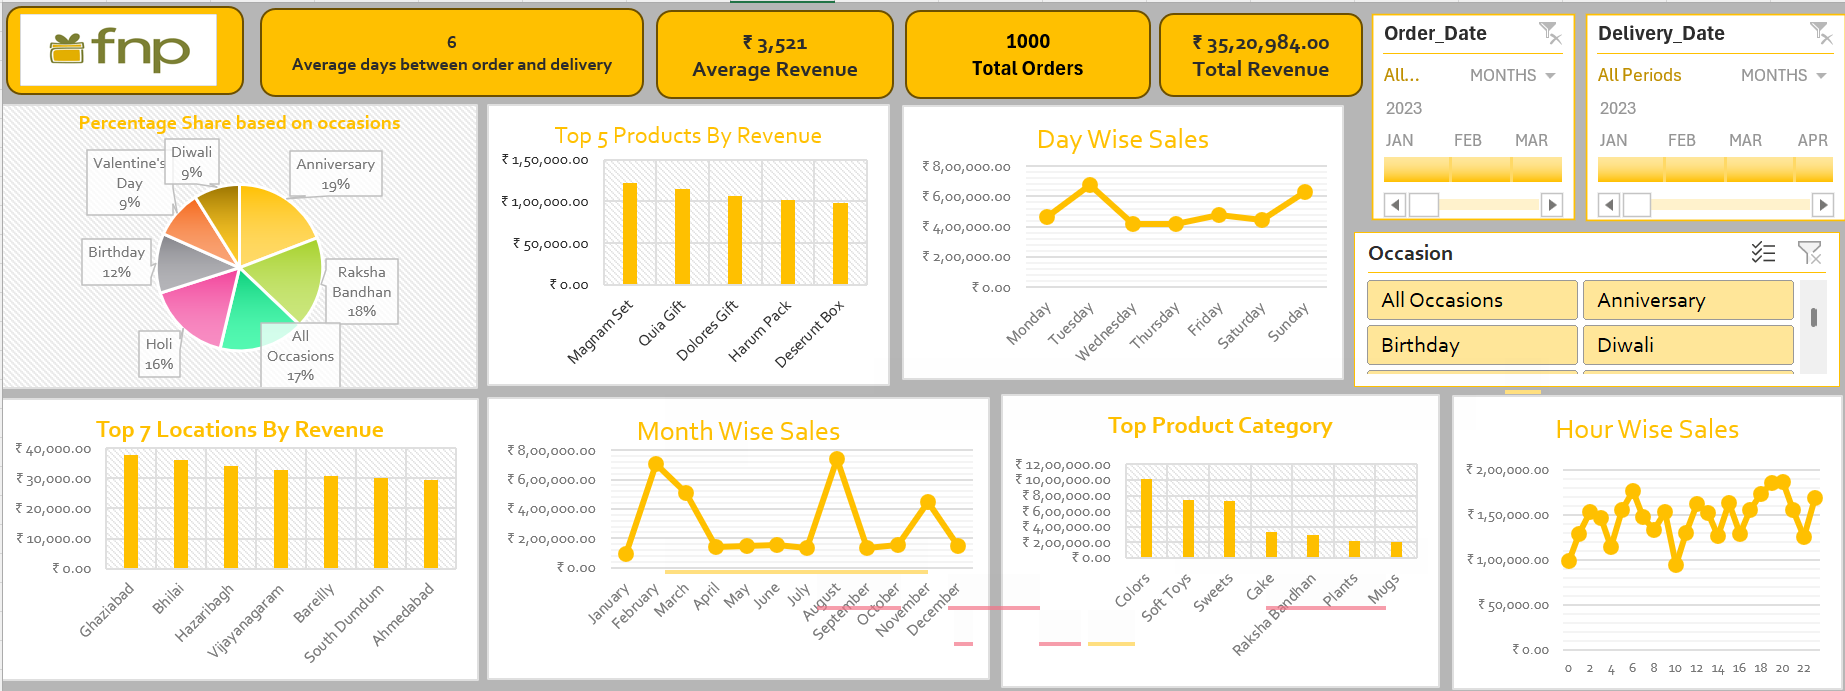 fnp
6
Average days between order and delivery
₹ 3,521
Average Revenue
1000
Total Orders
₹ 35,20,984.00
Total Revenue
Order_Date
All...
MONTHS
2023
JAN FEB MAR
Delivery_Date
All Periods
MONTHS
2023
JAN FEB MAR APR
Percentage Share based on occasions
Valentine's
Day
9%
Diwali
9%
Anniversary
19%
Birthday
12%
Raksha
Bandhan
18%
Holi
16%
All
Occasions
17%
Top 5 Products By Revenue
₹ 1,50,000.00
₹ 1,00,000.00
₹ 50,000.00
₹ 0.00
Magnam Set
Quia Gift
Dolores Gift
Harum Pack
Deserunt Box
Day Wise Sales
₹ 8,00,000.00
₹ 6,00,000.00
₹ 4,00,000.00
₹ 2,00,000.00
₹ 0.00
Monday
Tuesday
Wednesday
Thursday
Friday
Saturday
Sunday
Occasion
All Occasions
Anniversary
Birthday
Diwali
Top 7 Locations By Revenue
₹ 40,000.00
₹ 30,000.00
₹ 20,000.00
₹ 10,000.00
₹ 0.00
Ghaziabad
Bhilai
Hazaribagh
Vijayanagaram
Bareilly
South Dumdum
Ahmedabad
Month Wise Sales
₹ 8,00,000.00
₹ 6,00,000.00
₹ 4,00,000.00
₹ 2,00,000.00
₹ 0.00
January
February
March
April
May
June
July
August
September
October
November
December
Top Product Category
₹ 12,00,000.00
₹ 10,00,000.00
₹ 8,00,000.00
₹ 6,00,000.00
₹ 4,00,000.00
₹ 2,00,000.00
₹ 0.00
Colors
Soft Toys
Sweets
Cake
Raksha Bandhan
Plants
Mugs
Hour Wise Sales
₹ 2,00,000.00
₹ 1,50,000.00
₹ 1,00,000.00
₹ 50,000.00
₹ 0.00
0 2 4 6 8 10 12 14 16 18 20 22